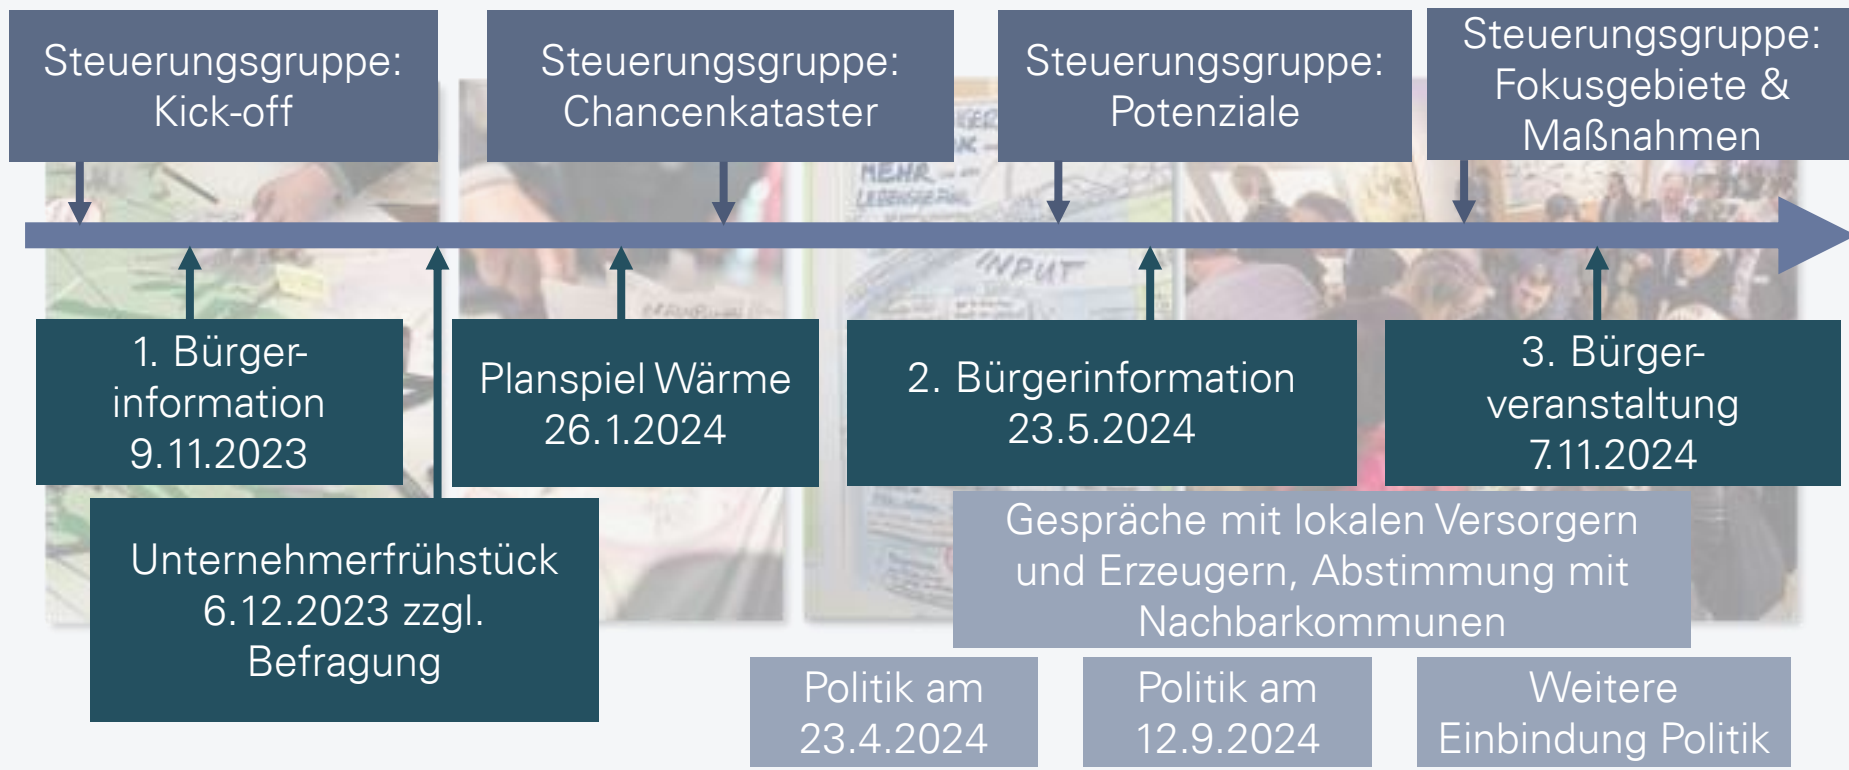 Steuerungsgruppe:
Kick-off
Steuerungsgruppe:
Chancenkataster
Steuerungsgruppe:
Potenziale
Steuerungsgruppe:
Fokusgebiete &
Maßnahmen
MEHR
INPUT
1. Bürger-
information
9.11.2023
Planspiel Wärme
26.1.2024
2. Bürgerinformation
23.5.2024
3. Bürger-
veranstaltung
7.11.2024
Unternehmerfrühstück
6.12.2023 zzgl.
Befragung
Gespräche mit lokalen Versorgern
und Erzeugern, Abstimmung mit
Nachbarkommunen
Politik am
23.4.2024
Politik am
12.9.2024
Weitere
Einbindung Politik